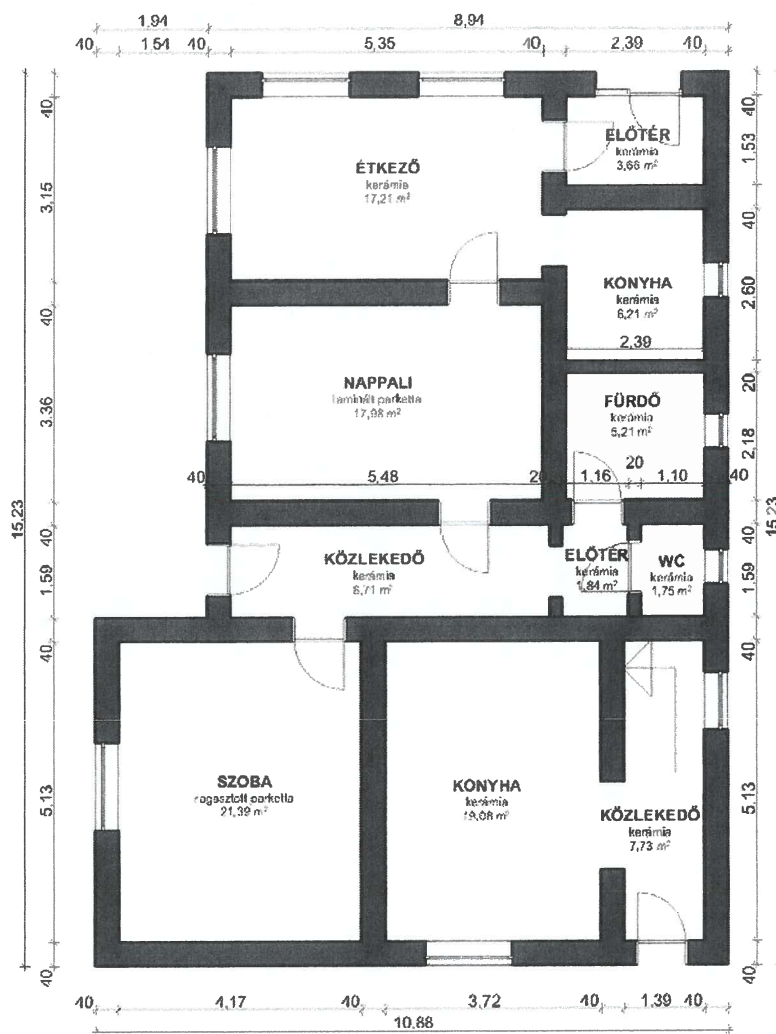 1,94 8,94
40 1,54 40 5,35 40 2,39 40
40
3,15
40
3,36
40
1,59
40
5,13
40
15,23
ÉTKEZŐ
kerámia
17,21 m²
ELŐTÉR
kerámia
3,66 m²
KONYHA
kerámia
6,21 m²
2,39
NAPPALI
laminált parketta
17,98 m²
FÜRDŐ
kerámia
5,21 m²
40 5,48 20 1,16 20 1,10 40
KÖZLEKEDŐ
kerámia
8,71 m²
ELŐTÉR
kerámia
1,84 m²
WC
kerámia
1,75 m²
SZOBA
ragasztott parketta
21,39 m²
KONYHA
kerámia
19,08 m²
KÖZLEKEDŐ
kerámia
7,73 m²
40
1,53
40
2,60
20
2,18
40
1,59
40
5,13
40
15,23
40 4,17 40 3,72 40 1,39 40
10,88